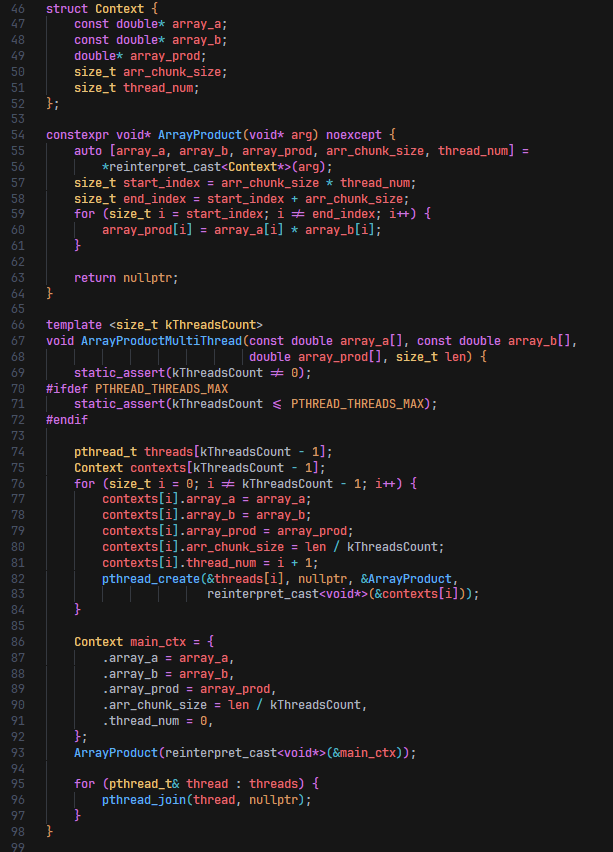 46 struct Context {
47     const double* array_a;
48     const double* array_b;
49     double* array_prod;
50     size_t arr_chunk_size;
51     size_t thread_num;
52 };
53
54 constexpr void* ArrayProduct(void* arg) noexcept {
55     auto [array_a, array_b, array_prod, arr_chunk_size, thread_num] =
56         *reinterpret_cast<Context*>(arg);
57     size_t start_index = arr_chunk_size * thread_num;
58     size_t end_index = start_index + arr_chunk_size;
59     for (size_t i = start_index; i != end_index; i++) {
60         array_prod[i] = array_a[i] * array_b[i];
61     }
62
63     return nullptr;
64 }
65
66 template <size_t kThreadsCount>
67 void ArrayProductMultiThread(const double array_a[], const double array_b[],
68                              double array_prod[], size_t len) {
69     static_assert(kThreadsCount != 0);
70 #ifdef PTHREAD_THREADS_MAX
71     static_assert(kThreadsCount <= PTHREAD_THREADS_MAX);
72 #endif
73
74     pthread_t threads[kThreadsCount - 1];
75     Context contexts[kThreadsCount - 1];
76     for (size_t i = 0; i != kThreadsCount - 1; i++) {
77         contexts[i].array_a = array_a;
78         contexts[i].array_b = array_b;
79         contexts[i].array_prod = array_prod;
80         contexts[i].arr_chunk_size = len / kThreadsCount;
81         contexts[i].thread_num = i + 1;
82         pthread_create(&threads[i], nullptr, &ArrayProduct,
83                        reinterpret_cast<void*>(&contexts[i]));
84     }
85
86     Context main_ctx = {
87         .array_a = array_a,
88         .array_b = array_b,
89         .array_prod = array_prod,
90         .arr_chunk_size = len / kThreadsCount,
91         .thread_num = 0,
92     };
93     ArrayProduct(reinterpret_cast<void*>(&main_ctx));
94
95     for (pthread_t& thread : threads) {
96         pthread_join(thread, nullptr);
97     }
98 }
99